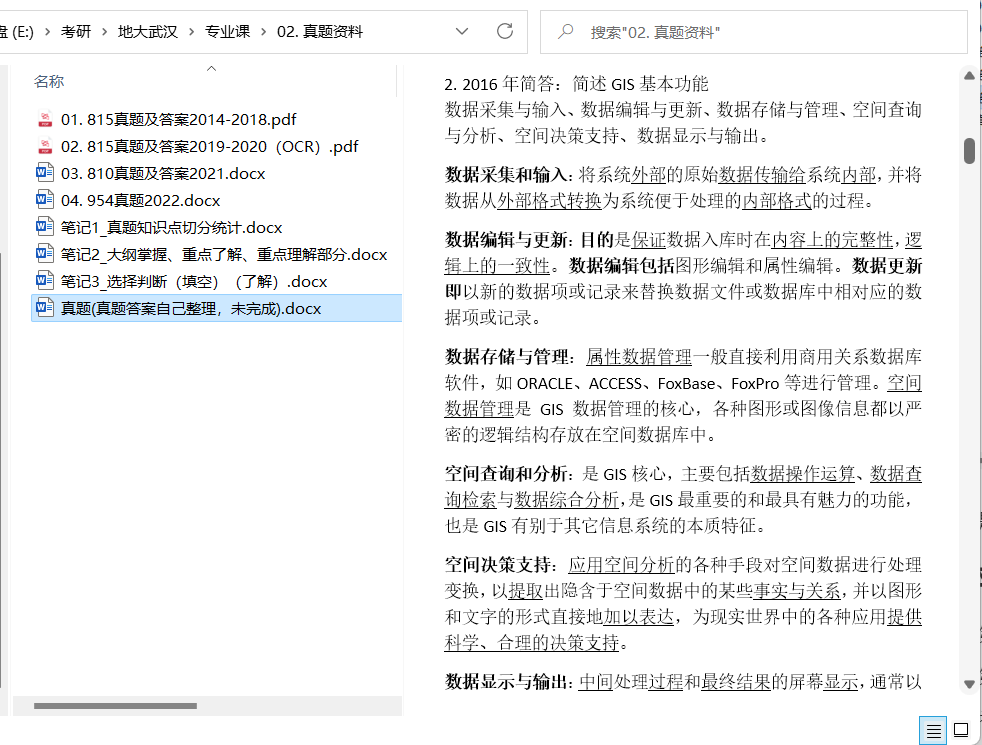 盘 (E:) › 考研 › 地大武汉 › 专业课 › 02. 真题资料
搜索"02. 真题资料"
名称
01. 815真题及答案2014-2018.pdf
02. 815真题及答案2019-2020（OCR）.pdf
03. 810真题及答案2021.docx
04. 954真题2022.docx
笔记1_真题知识点切分统计.docx
笔记2_大纲掌握、重点了解、重点理解部分.docx
笔记3_选择判断（填空）（了解）.docx
真题(真题答案自己整理，未完成).docx
2. 2016 年简答：简述 GIS 基本功能
数据采集与输入、数据编辑与更新、数据存储与管理、空间查询
与分析、空间决策支持、数据显示与输出。
数据采集和输入：将系统外部的原始数据传输给系统内部，并将
数据从外部格式转换为系统便于处理的内部格式的过程。
数据编辑与更新：目的是保证数据入库时在内容上的完整性，逻
辑上的一致性。数据编辑包括图形编辑和属性编辑。数据更新
即以新的数据项或记录来替换数据文件或数据库中相对应的数
据项或记录。
数据存储与管理：属性数据管理一般直接利用商用关系数据库
软件，如 ORACLE、ACCESS、FoxBase、FoxPro 等进行管理。空间
数据管理是 GIS 数据管理的核心，各种图形或图像信息都以严
密的逻辑结构存放在空间数据库中。
空间查询和分析：是 GIS 核心，主要包括数据操作运算、数据查
询检索与数据综合分析，是 GIS 最重要的和最具有魅力的功能，
也是 GIS 有别于其它信息系统的本质特征。
空间决策支持：应用空间分析的各种手段对空间数据进行处理
变换，以提取出隐含于空间数据中的某些事实与关系，并以图形
和文字的形式直接地加以表达，为现实世界中的各种应用提供
科学、合理的决策支持。
数据显示与输出：中间处理过程和最终结果的屏幕显示，通常以